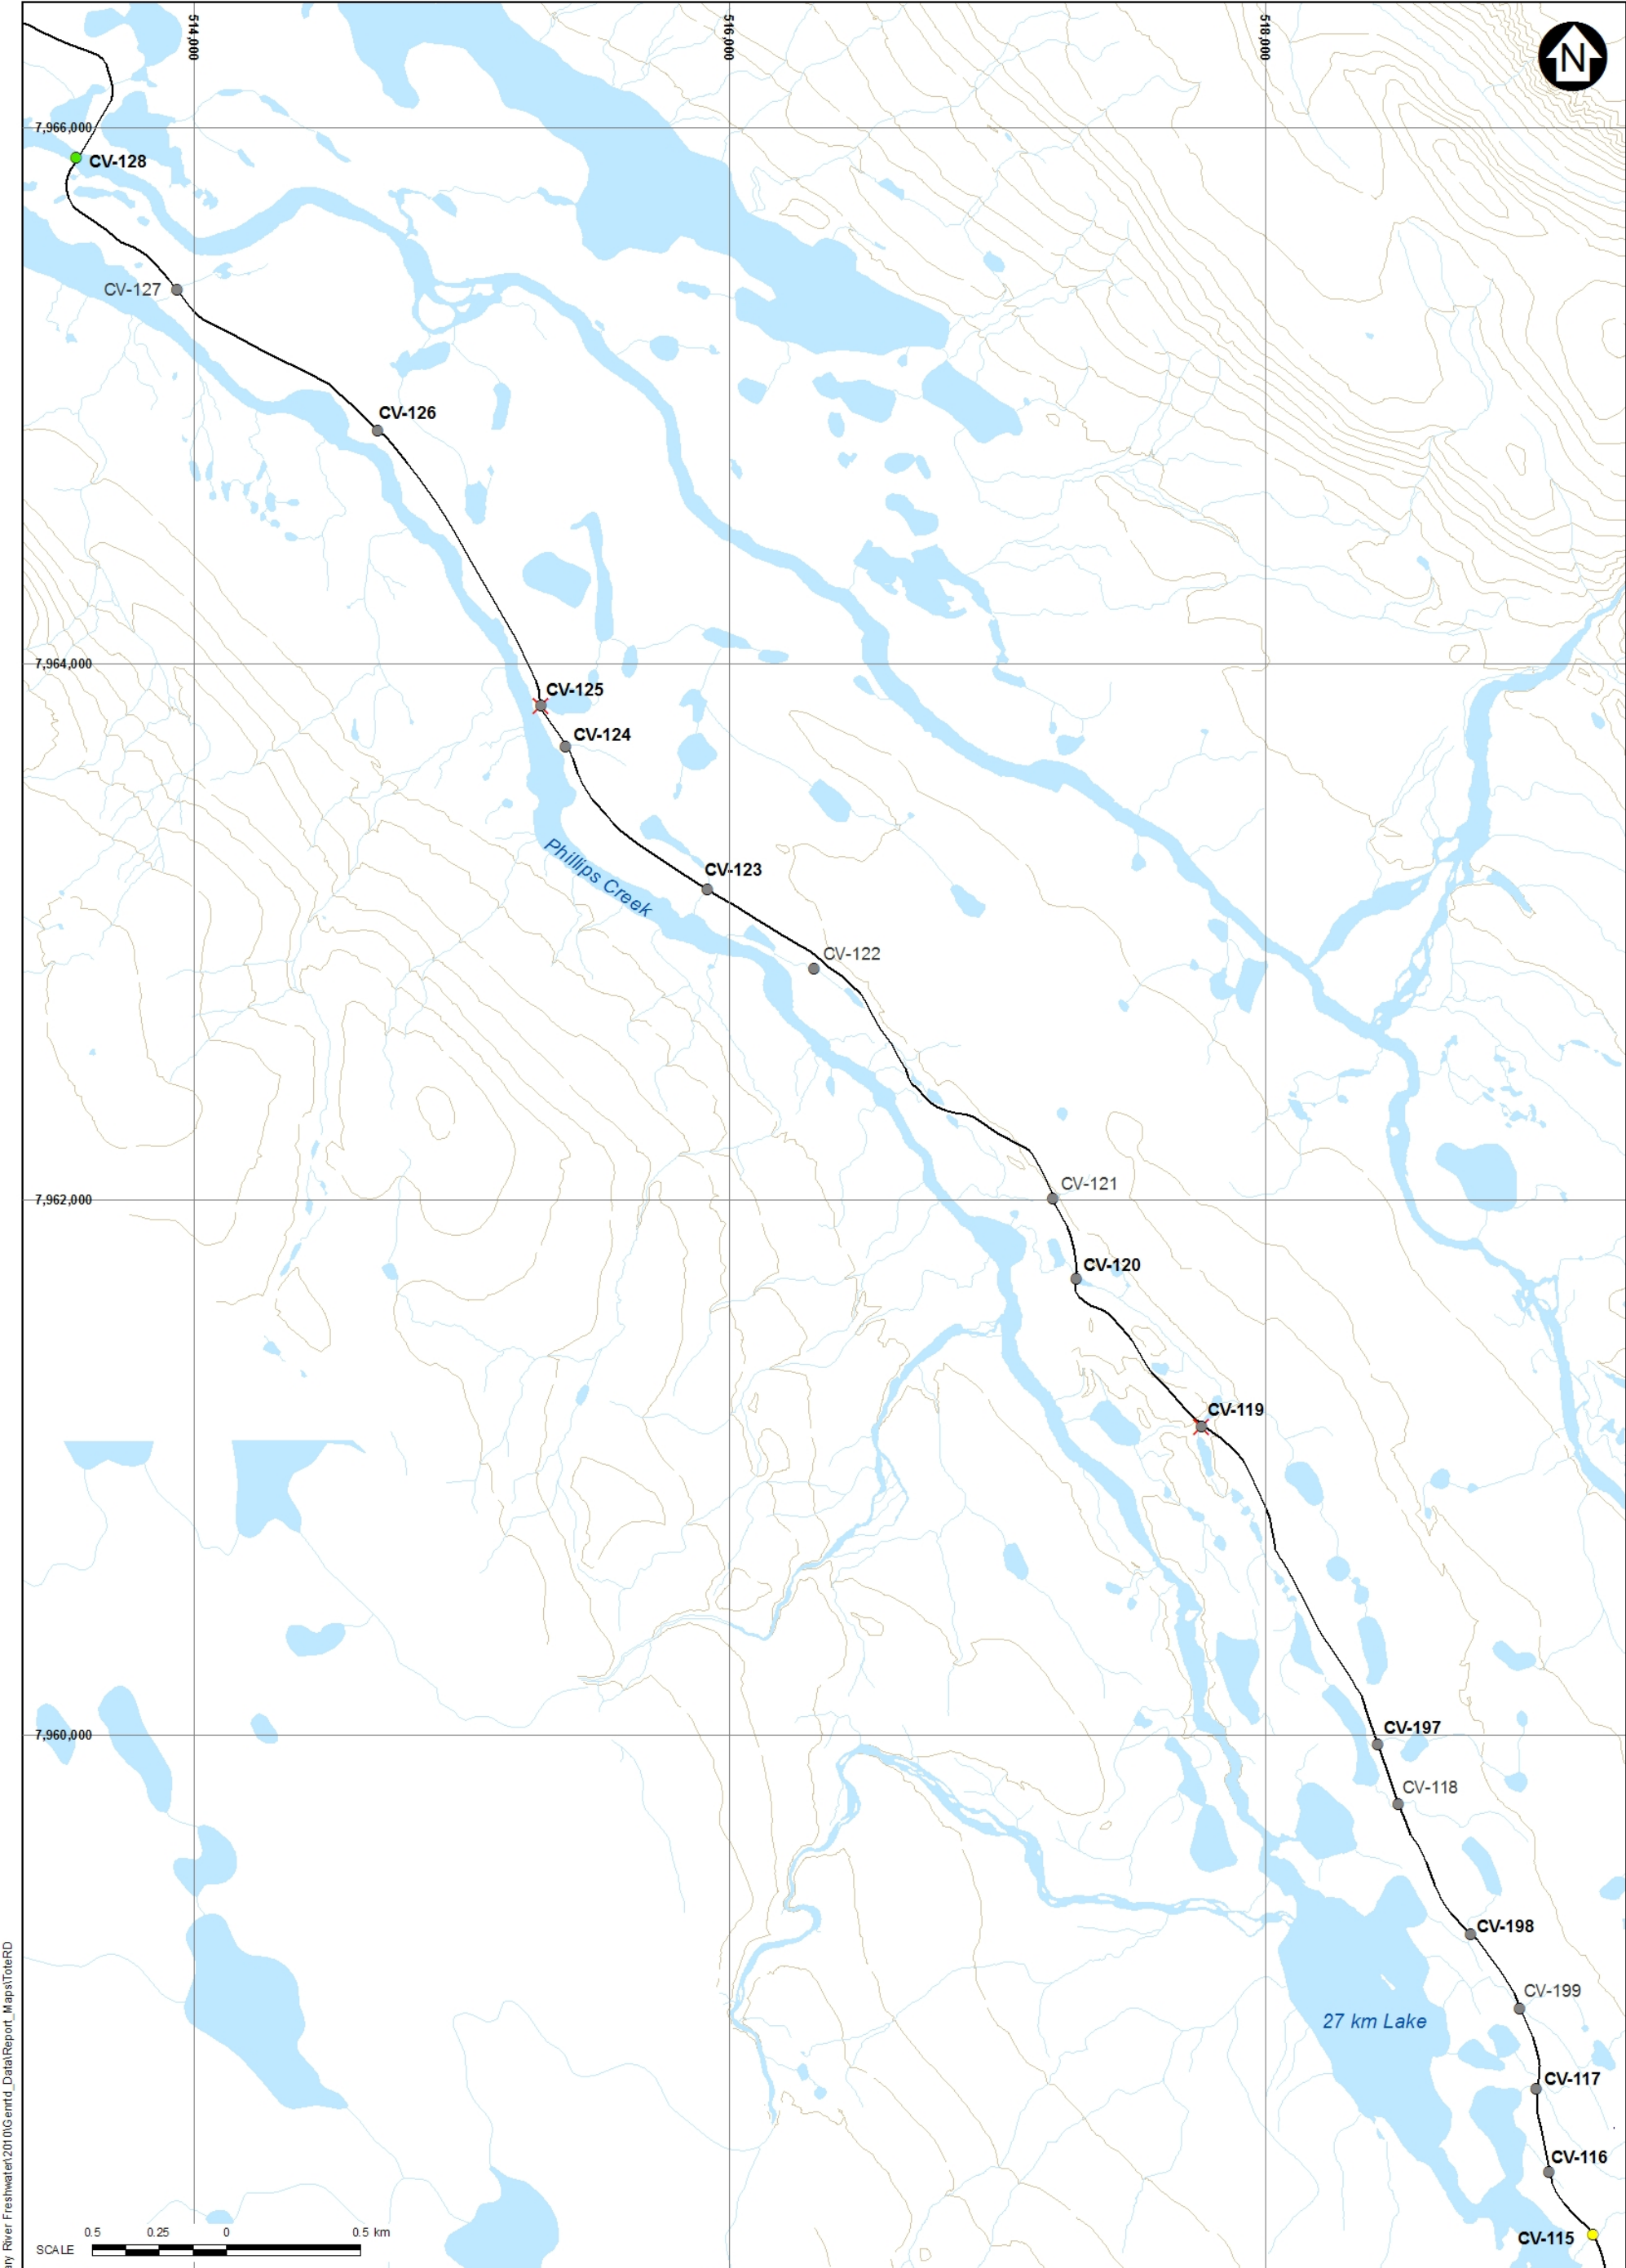 514,000
516,000
518,000
N
7,966,000
CV-128
CV-127
CV-126
7,964,000
CV-125
CV-124
Phillips Creek
CV-123
CV-122
7,962,000
CV-121
CV-120
CV-119
7,960,000
CV-197
CV-118
CV-198
CV-199
27 km Lake
CV-117
CV-116
CV-115
0.5 0.25 0 0.5 km
SCALE
River Freshwater\2010\Genrtd_Data\Report_Maps\ToteRD